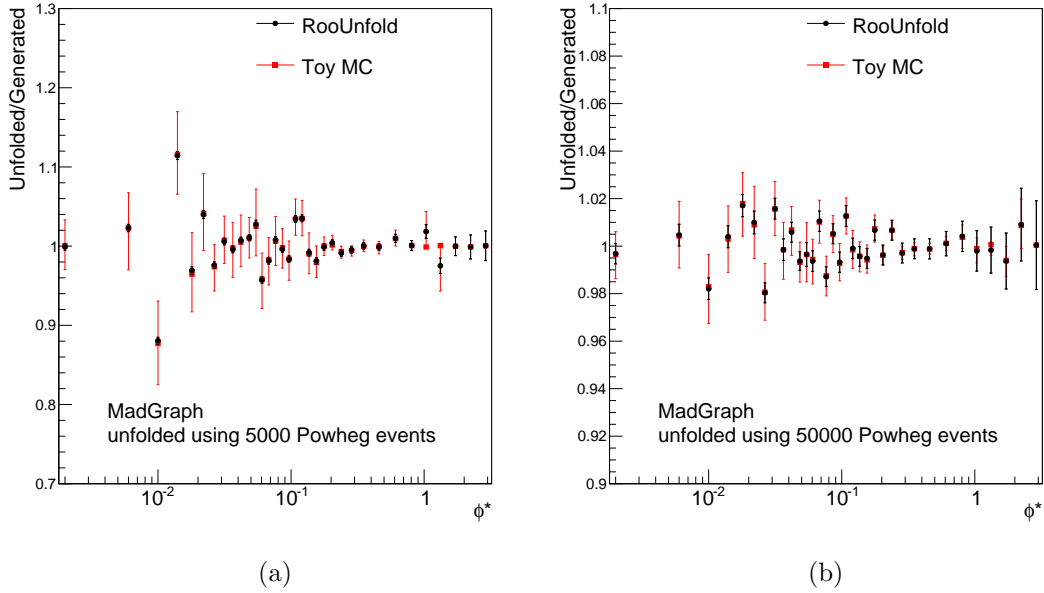 Unfolded/Generated
1.3
1.2
1.1
1
0.9
0.8
0.7
RooUnfold
Toy MC
MadGraph
unfolded using 5000 Powheg events
10⁻² 10⁻¹ 1
ϕ*
(a)
Unfolded/Generated
1.1
1.08
1.06
1.04
1.02
1
0.98
0.96
0.94
0.92
0.9
RooUnfold
Toy MC
MadGraph
unfolded using 50000 Powheg events
10⁻² 10⁻¹ 1
ϕ*
(b)